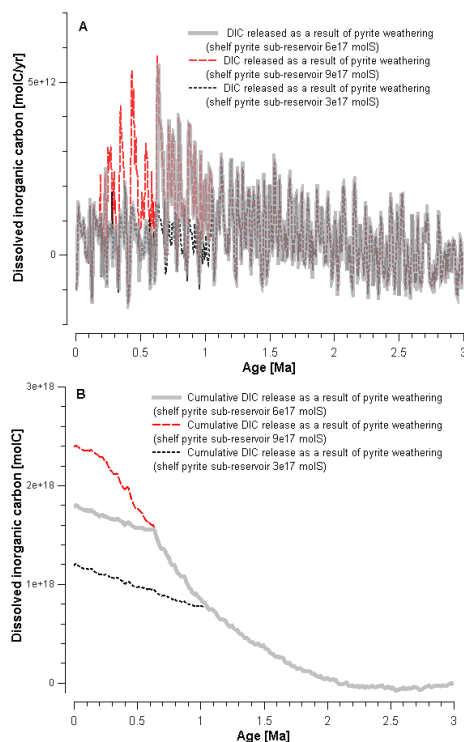 A
DIC released as a result of pyrite weathering
(shelf pyrite sub-reservoir 6e17 molS)
DIC released as a result of pyrite weathering
(shelf pyrite sub-reservoir 9e17 molS)
DIC released as a result of pyrite weathering
(shelf pyrite sub-reservoir 3e17 molS)
Dissolved inorganic carbon [molC/yr]
5e+12
0
0 0.5 1 1.5 2 2.5 3
Age [Ma]
B
Cumulative DIC release as a result of pyrite weathering
(shelf pyrite sub-reservoir 6e17 molS)
Cumulative DIC release as a result of pyrite weathering
(shelf pyrite sub-reservoir 9e17 molS)
Cumulative DIC release as a result of pyrite weathering
(shelf pyrite sub-reservoir 3e17 molS)
Dissolved inorganic carbon [molC]
3e+18
2e+18
1e+18
0
0 0.5 1 1.5 2 2.5 3
Age [Ma]